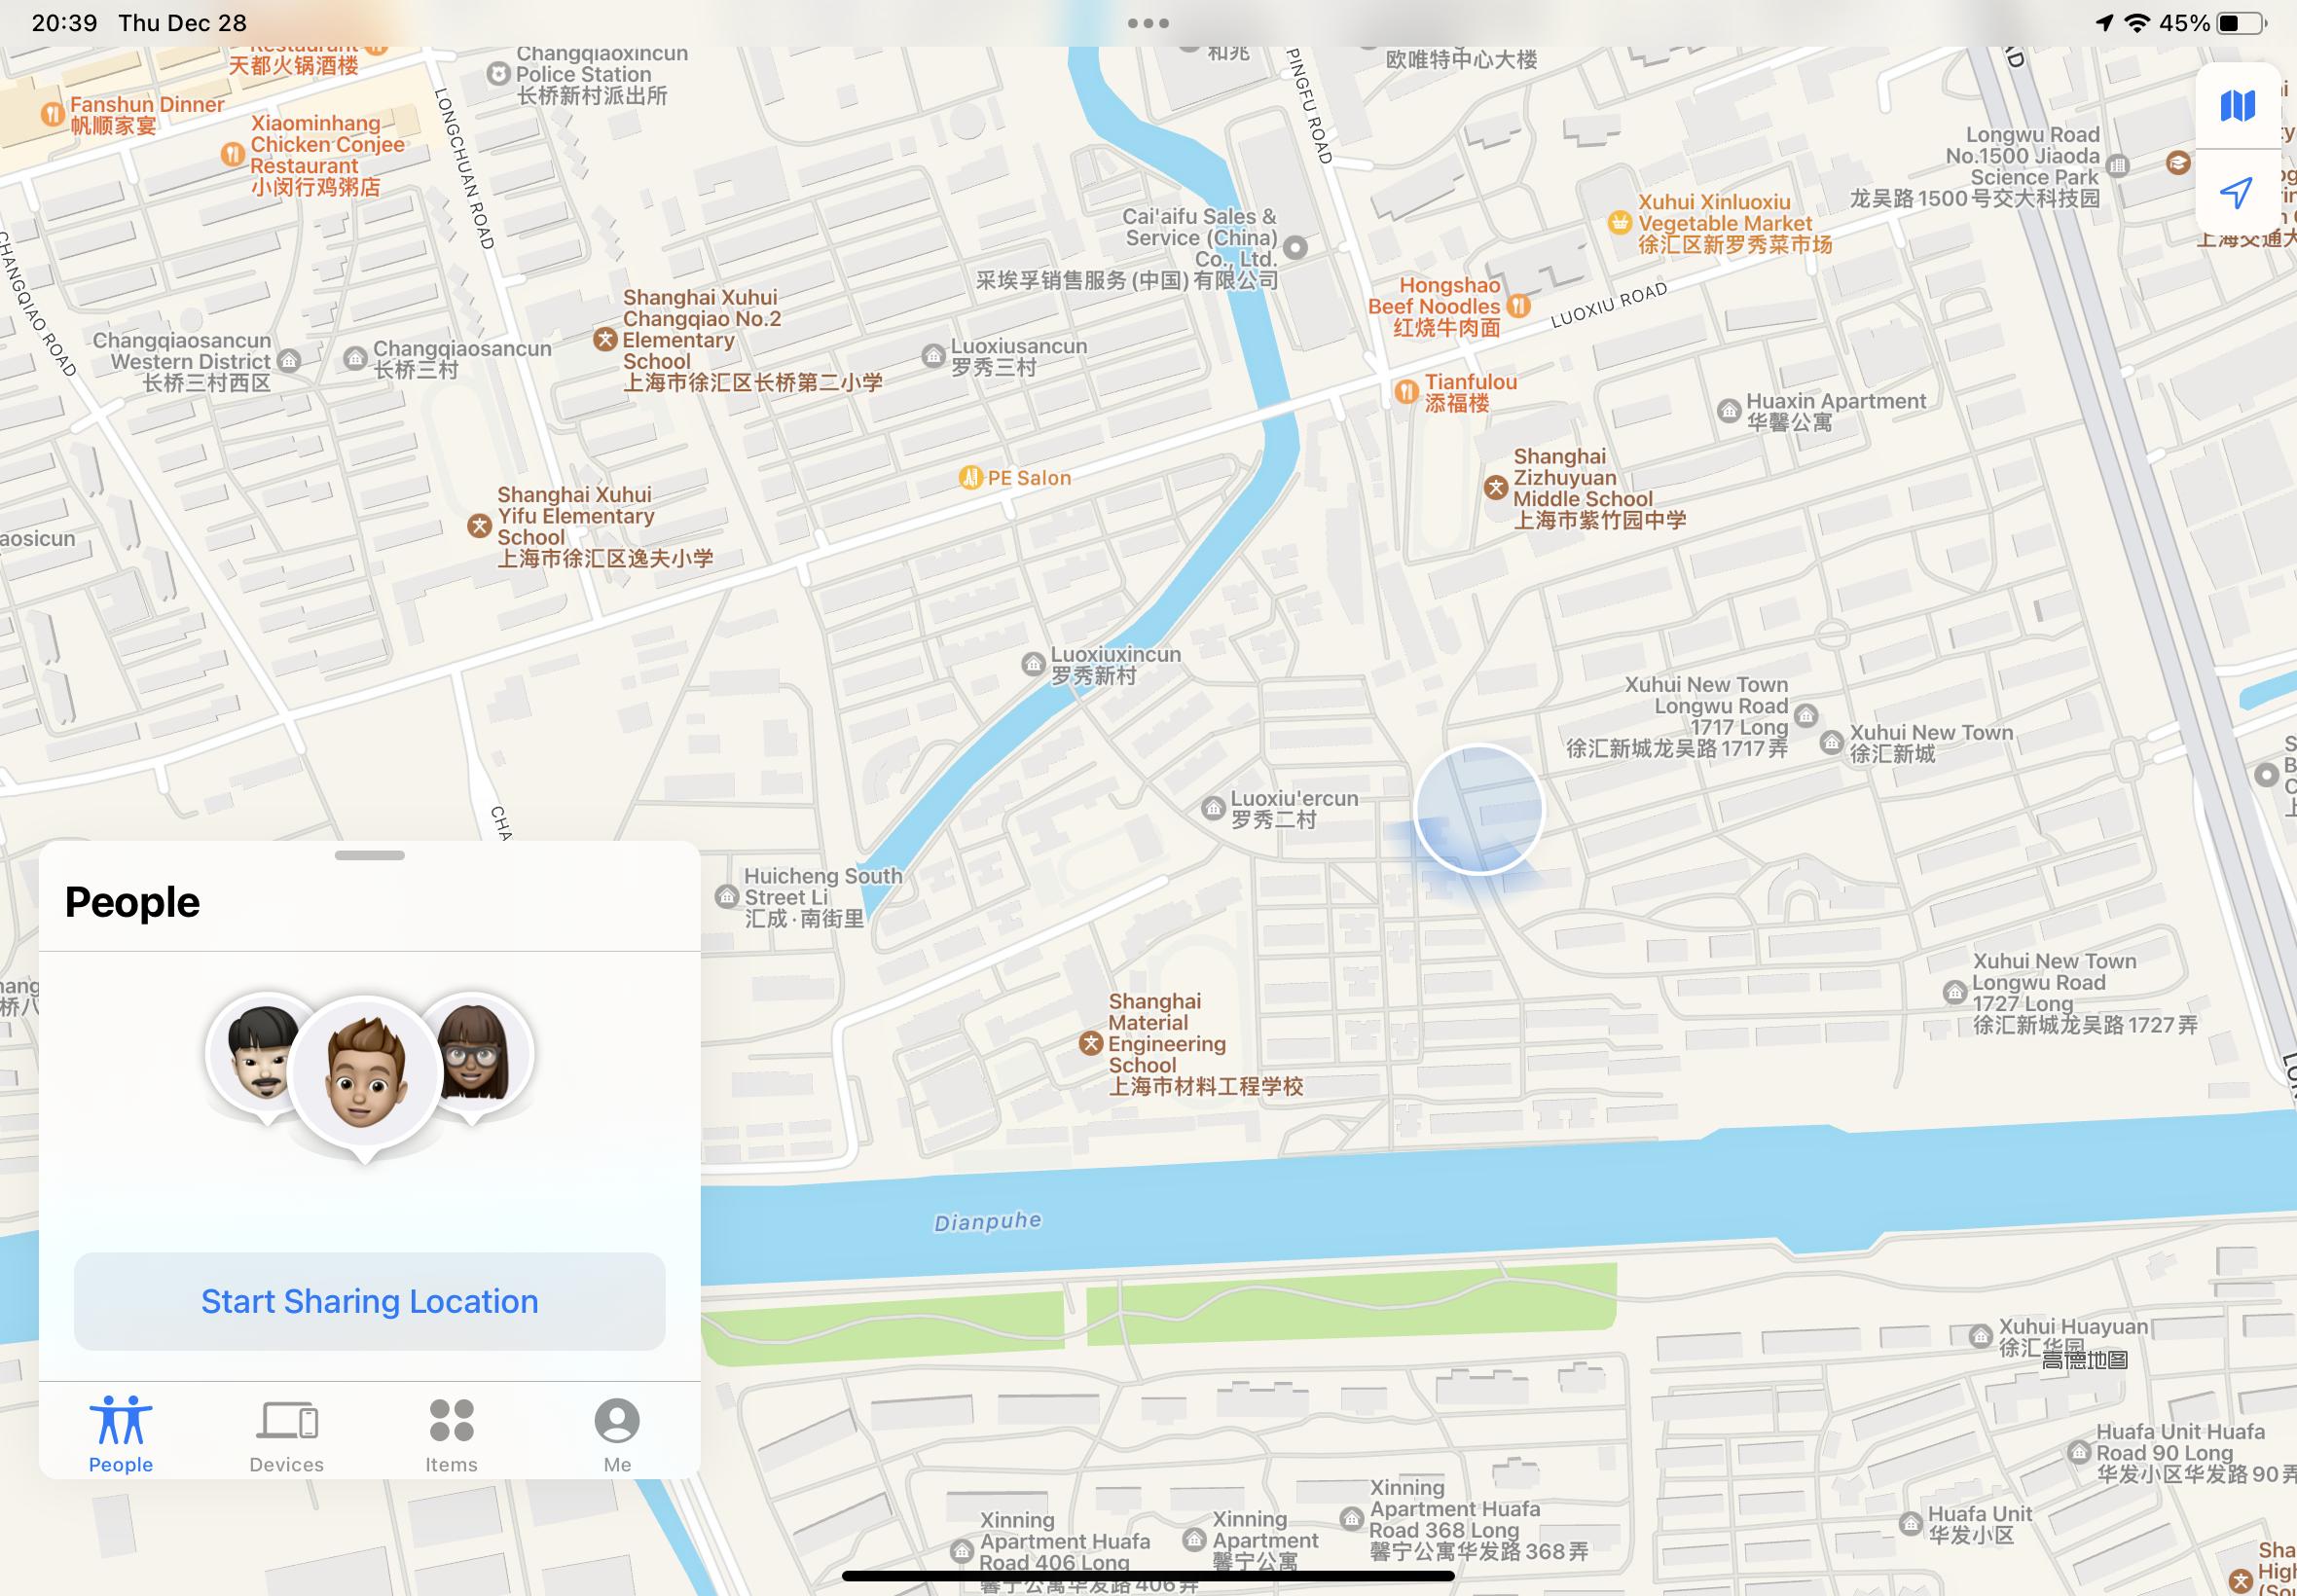 20:39 Thu Dec 28
45%
天都火锅酒楼
Fanshun Dinner
帆顺家宴
Xiaominhang
Chicken Conjee
Restaurant
小闵行鸡粥店
Changqiaoxincun
Police Station
长桥新村派出所
LONGCHUAN ROAD
CHANGQIAO ROAD
和兆
PINGFU ROAD
欧唯特中心大楼
Longwu Road
No.1500 Jiaoda
Science Park
龙吴路1500号交大科技园
Cai'aifu Sales &
Service (China)
Co., Ltd.
采埃孚销售服务(中国)有限公司
Xuhui Xinluoxiu
Vegetable Market
徐汇区新罗秀菜市场
Hongshao
Beef Noodles
红烧牛肉面
LUOXIU ROAD
Shanghai Xuhui
Changqiao No.2
Elementary
School
上海市徐汇区长桥第二小学
Changqiaosancun
Western District
长桥三村西区
Changqiaosancun
长桥三村
Luoxiusancun
罗秀三村
Tianfulou
添福楼
Huaxin Apartment
华馨公寓
PE Salon
Shanghai
Zizhuyuan
Middle School
上海市紫竹园中学
Shanghai Xuhui
Yifu Elementary
School
上海市徐汇区逸夫小学
aosicun
Luoxiuxincun
罗秀新村
Xuhui New Town
Longwu Road
1717 Long
徐汇新城龙吴路1717弄
Xuhui New Town
徐汇新城
Luoxiu'ercun
罗秀二村
CHA
Huicheng South
Street Li
汇成·南街里
People
Shanghai
Material
Engineering
School
上海市材料工程学校
Xuhui New Town
Longwu Road
1727 Long
徐汇新城龙吴路1727弄
Dianpuhe
Start Sharing Location
Xuhui Huayuan
徐汇华园
高德地图
People
Devices
Items
Me
Huafa Unit Huafa
Road 90 Long
华发小区华发路90弄
Huafa Unit
华发小区
Xinning
Apartment Huafa
Road 406 Long
馨宁公寓华发路406弄
Xinning
Apartment
馨宁公寓
Xinning
Apartment Huafa
Road 368 Long
馨宁公寓华发路368弄